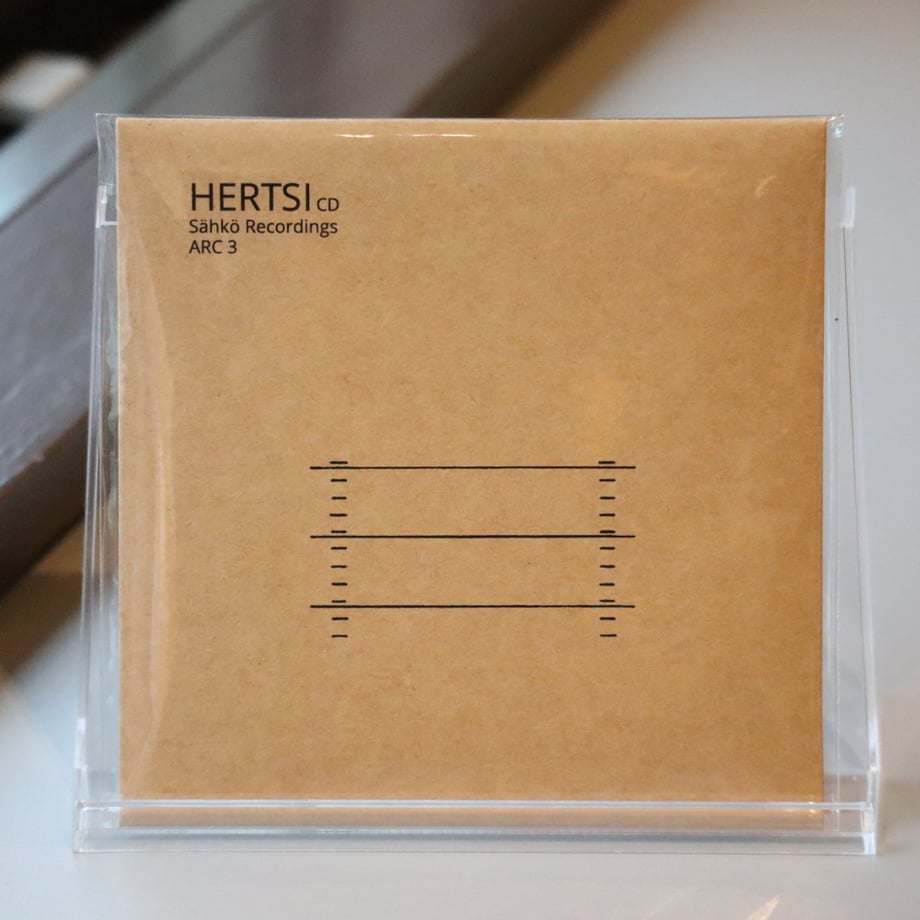 HERTSI CD
Sähkö Recordings
ARC 3